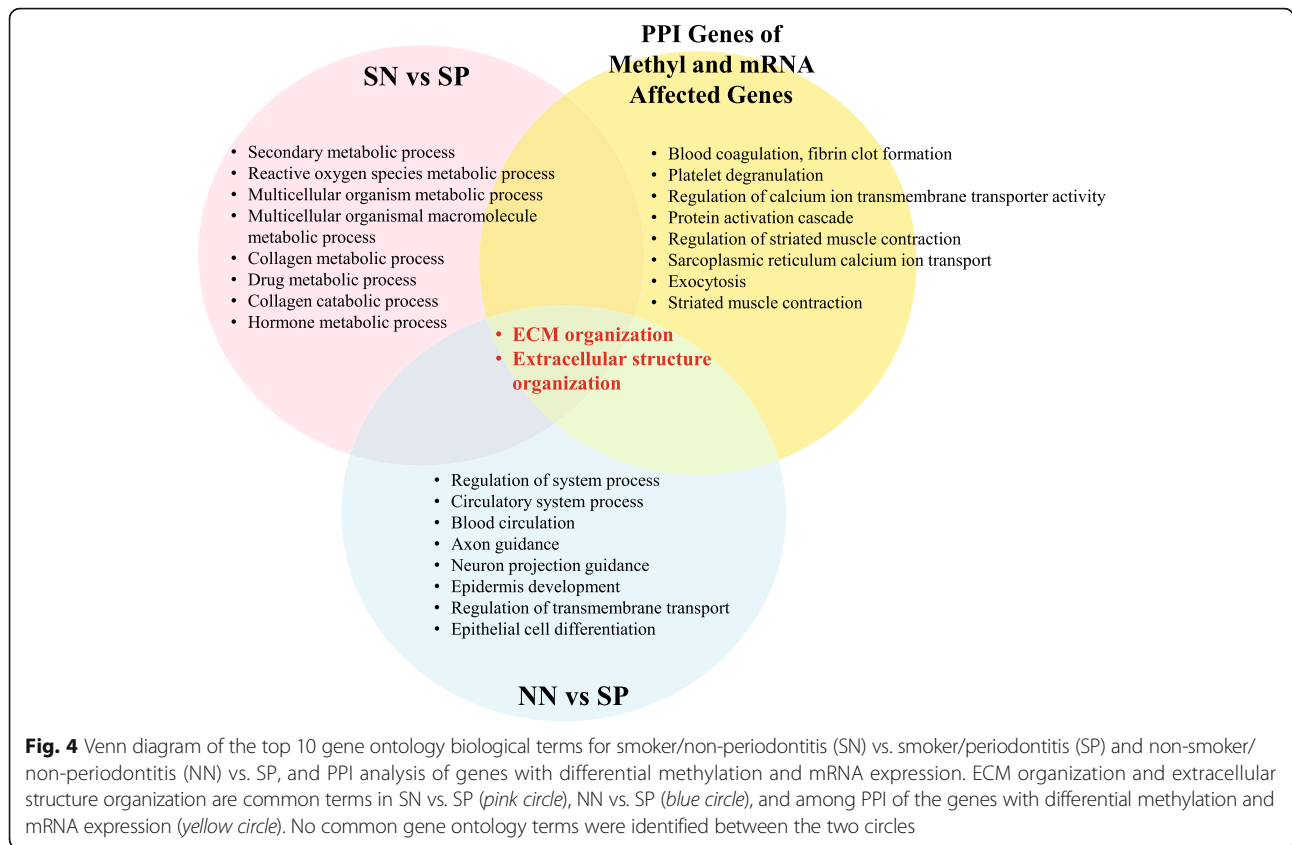 PPI Genes of
Methyl and mRNA
Affected Genes
SN vs SP
• Secondary metabolic process
• Reactive oxygen species metabolic process
• Multicellular organism metabolic process
• Multicellular organismal macromolecule
metabolic process
• Collagen metabolic process
• Drug metabolic process
• Collagen catabolic process
• Hormone metabolic process
• Blood coagulation, fibrin clot formation
• Platelet degranulation
• Regulation of calcium ion transmembrane transporter activity
• Protein activation cascade
• Regulation of striated muscle contraction
• Sarcoplasmic reticulum calcium ion transport
• Exocytosis
• Striated muscle contraction
• ECM organization
• Extracellular structure
organization
• Regulation of system process
• Circulatory system process
• Blood circulation
• Axon guidance
• Neuron projection guidance
• Epidermis development
• Regulation of transmembrane transport
• Epithelial cell differentiation
NN vs SP
Fig. 4 Venn diagram of the top 10 gene ontology biological terms for smoker/non-periodontitis (SN) vs. smoker/periodontitis (SP) and non-smoker/
non-periodontitis (NN) vs. SP, and PPI analysis of genes with differential methylation and mRNA expression. ECM organization and extracellular
structure organization are common terms in SN vs. SP (pink circle), NN vs. SP (blue circle), and among PPI of the genes with differential methylation and
mRNA expression (yellow circle). No common gene ontology terms were identified between the two circles